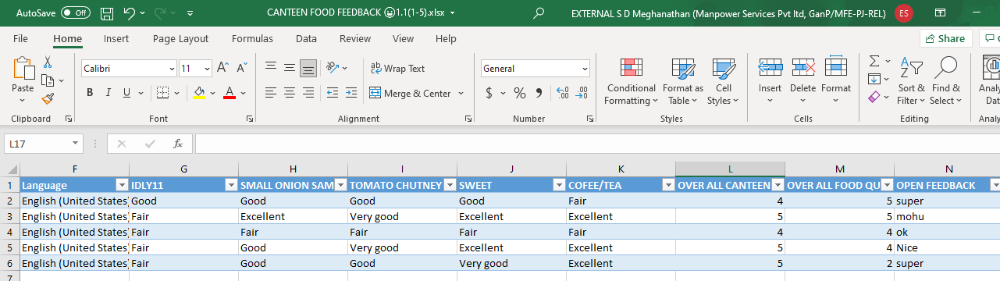 AutoSave Off CANTEEN FOOD FEEDBACK 😀1.1(1-5).xlsx EXTERNAL S D Meghanathan (Manpower Services Pvt ltd, GanP/MFE-PJ-REL) ES
File Home Insert Page Layout Formulas Data Review View Help Share
Calibri 11 Wrap Text General
Paste B I U A Merge & Center $ % Conditional Formatting Format as Table Cell Styles Insert Delete Format Sort & Filter Find & Select
Clipboard Font Alignment Number Styles Cells Editing
L17 fx
F G H I J K L M N
1 Language IDLY11 SMALL ONION SAM TOMATO CHUTNEY SWEET COFEE/TEA OVER ALL CANTEEN OVER ALL FOOD QU OPEN FEEDBACK
2 English (United States) Good Good Good Good Fair 4 5 super
3 English (United States) Fair Excellent Very good Excellent Excellent 5 5 mohu
4 English (United States) Fair Fair Fair Fair Fair 4 4 ok
5 English (United States) Fair Good Very good Excellent Excellent 5 4 Nice
6 English (United States) Fair Good Good Very good Excellent 5 2 super
7